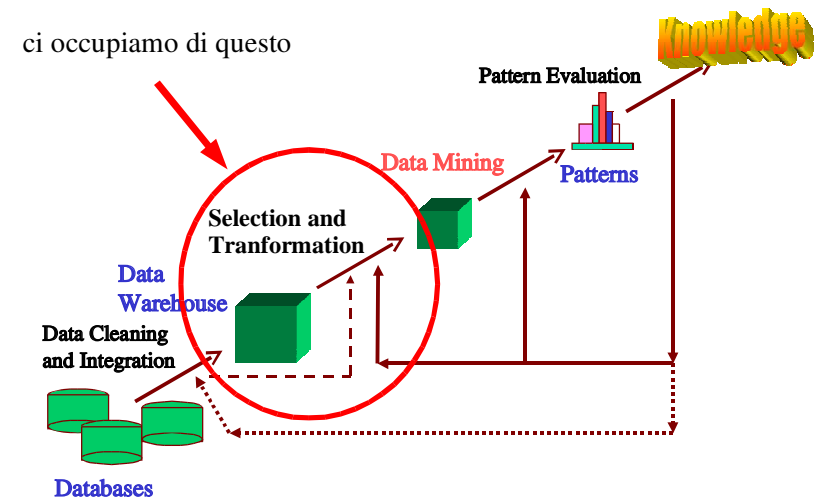 ci occupiamo di questo
Knowledge
Pattern Evaluation
Data Mining
Patterns
Selection and
Tranformation
Data
Warehouse
Data Cleaning
and Integration
Databases